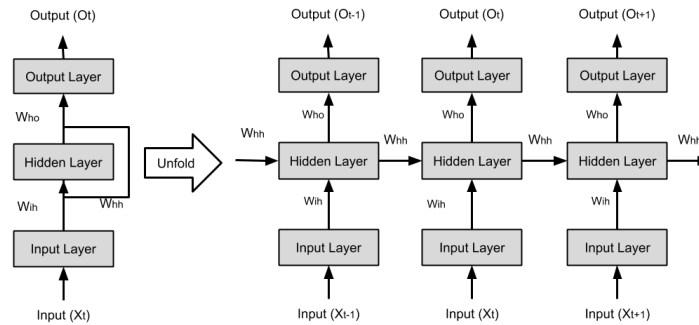 Output (Ot)
Output Layer
Who
Hidden Layer
Wih
Whh
Input Layer
Input (Xt)
Unfold
Output (Ot-1)
Output (Ot)
Output (Ot+1)
Output Layer
Output Layer
Output Layer
Who
Who
Who
Whh
Whh
Whh
Whh
Hidden Layer
Hidden Layer
Hidden Layer
Wih
Wih
Wih
Input Layer
Input Layer
Input Layer
Input (Xt-1)
Input (Xt)
Input (Xt+1)